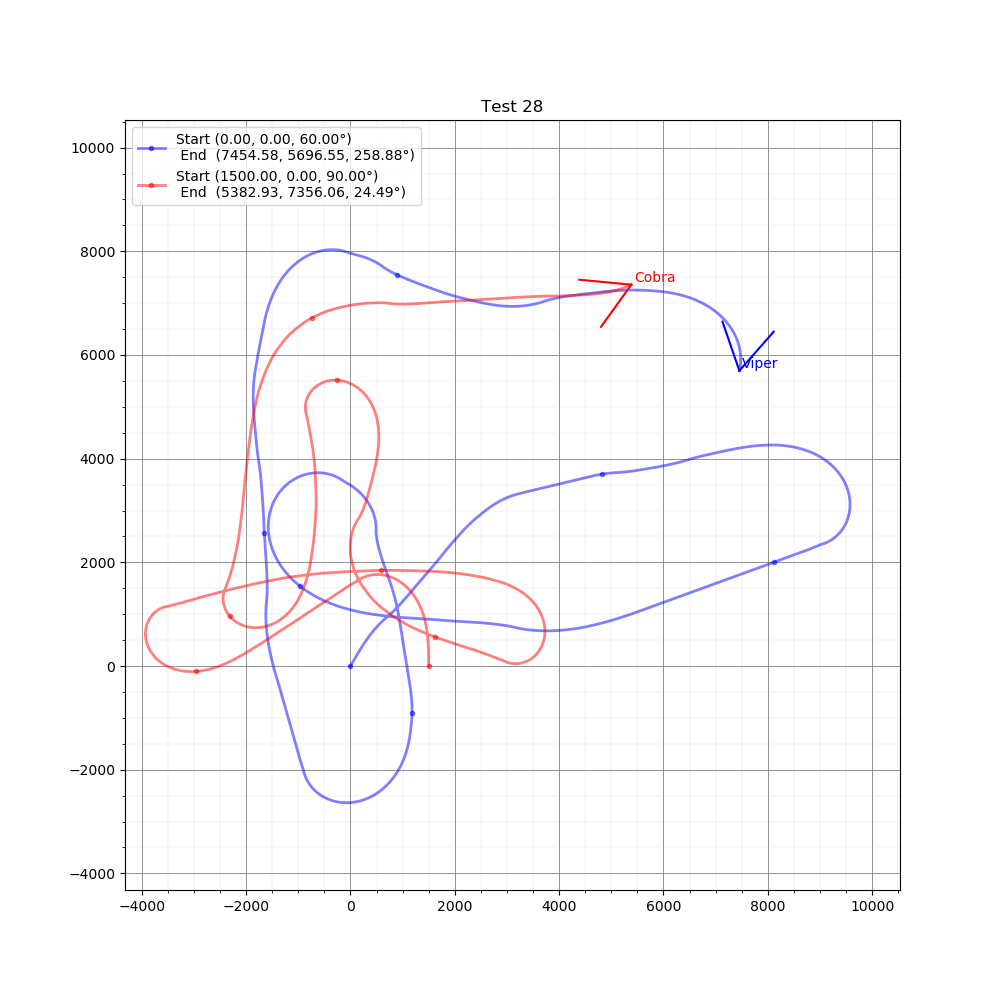 Test 28
Start (0.00, 0.00, 60.00°)
End (7454.58, 5696.55, 258.88°)
Start (1500.00, 0.00, 90.00°)
End (5382.93, 7356.06, 24.49°)
Cobra
Viper
10000
8000
6000
4000
2000
0
−2000
−4000
−4000 −2000 0 2000 4000 6000 8000 10000